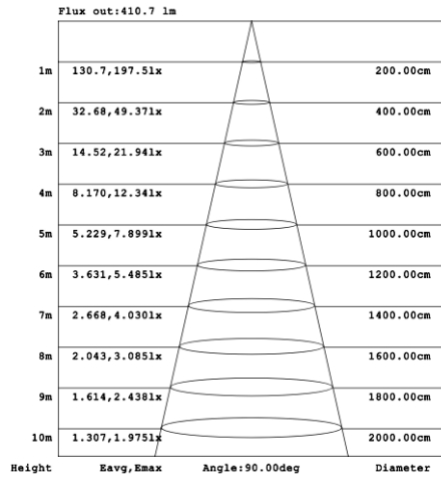 Flux out:410.7 lm
1m 130.7,197.5lx 200.00cm
2m 32.68,49.37lx 400.00cm
3m 14.52,21.94lx 600.00cm
4m 8.170,12.34lx 800.00cm
5m 5.229,7.899lx 1000.00cm
6m 3.631,5.485lx 1200.00cm
7m 2.668,4.030lx 1400.00cm
8m 2.043,3.085lx 1600.00cm
9m 1.614,2.438lx 1800.00cm
10m 1.307,1.975lx 2000.00cm
Height Eavg,Emax Angle:90.00deg Diameter